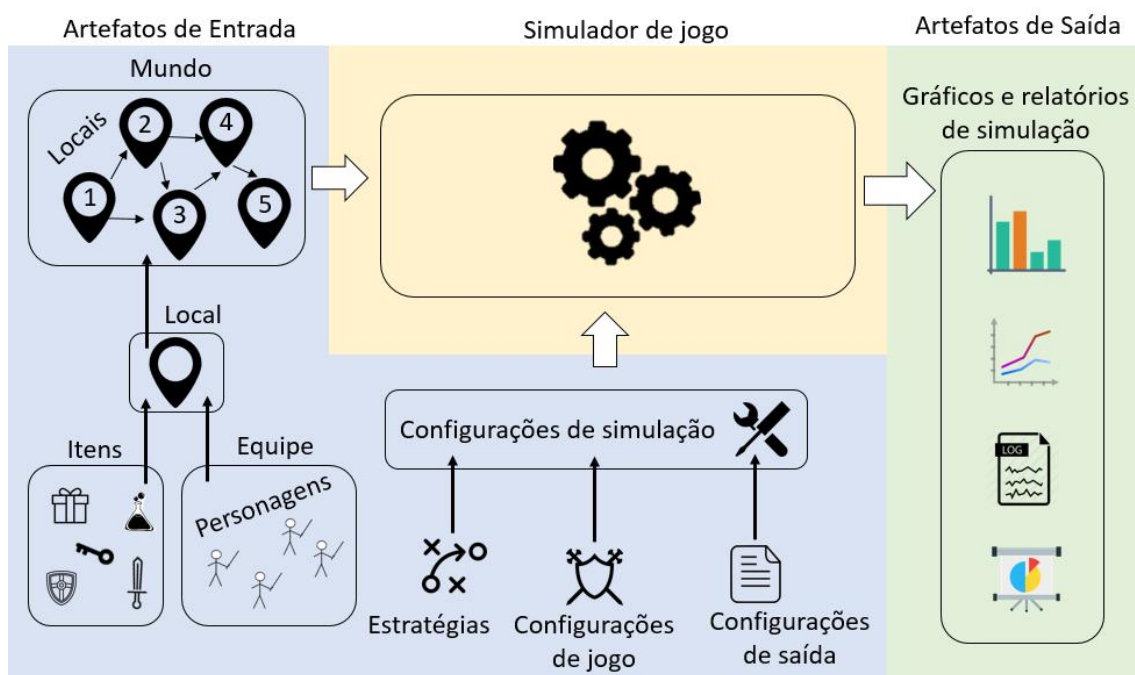 Artefatos de Entrada
Simulador de jogo
Artefatos de Saída
Mundo
Locais
1
2
3
4
5
Local
Itens
Equipe
Personagens
Configurações de simulação
Estratégias
Configurações
de jogo
Configurações
de saída
Gráficos e relatórios
de simulação
LOG